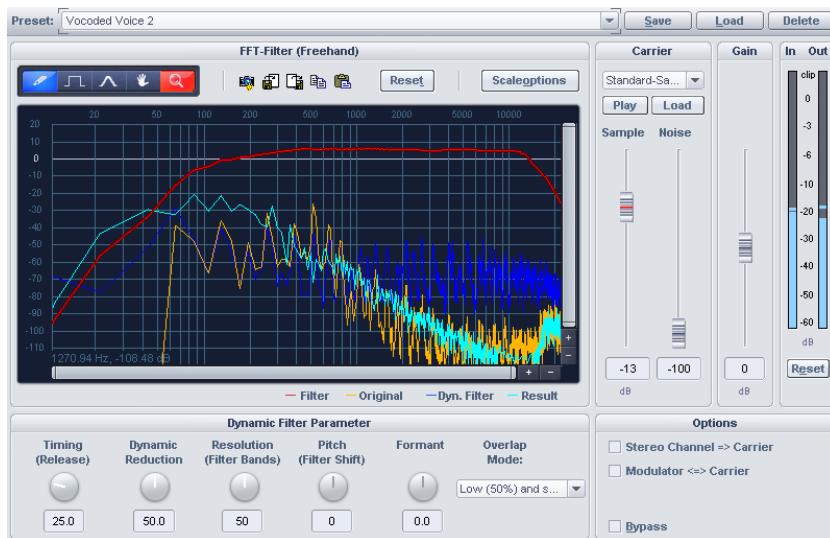 Preset: Vocoded Voice 2 Save Load Delete
FFT-Filter (Freehand) Carrier Gain In Out
Reset Scaleoptions
Standard-Sa...
Play Load
Sample Noise
20 50 100 200 500 1000 2000 5000 10000
20
10
0
-10
-20
-30
-40
-50
-60
-70
-80
-90
-100
-110
1270.94 Hz, -108.48 dB
+
-
+ -
Filter Original Dyn. Filter Result
-13 -100 0
dB dB
clip
0
-3
-6
-10
-20
-30
-40
-50
-60
dB
Reset
Dynamic Filter Parameter
Timing (Release)
Dynamic Reduction
Resolution (Filter Bands)
Pitch (Filter Shift)
Formant
Overlap Mode:
Low (50%) and s...
25.0 50.0 50 0 0.0
Options
Stereo Channel => Carrier
Modulator <=> Carrier
Bypass